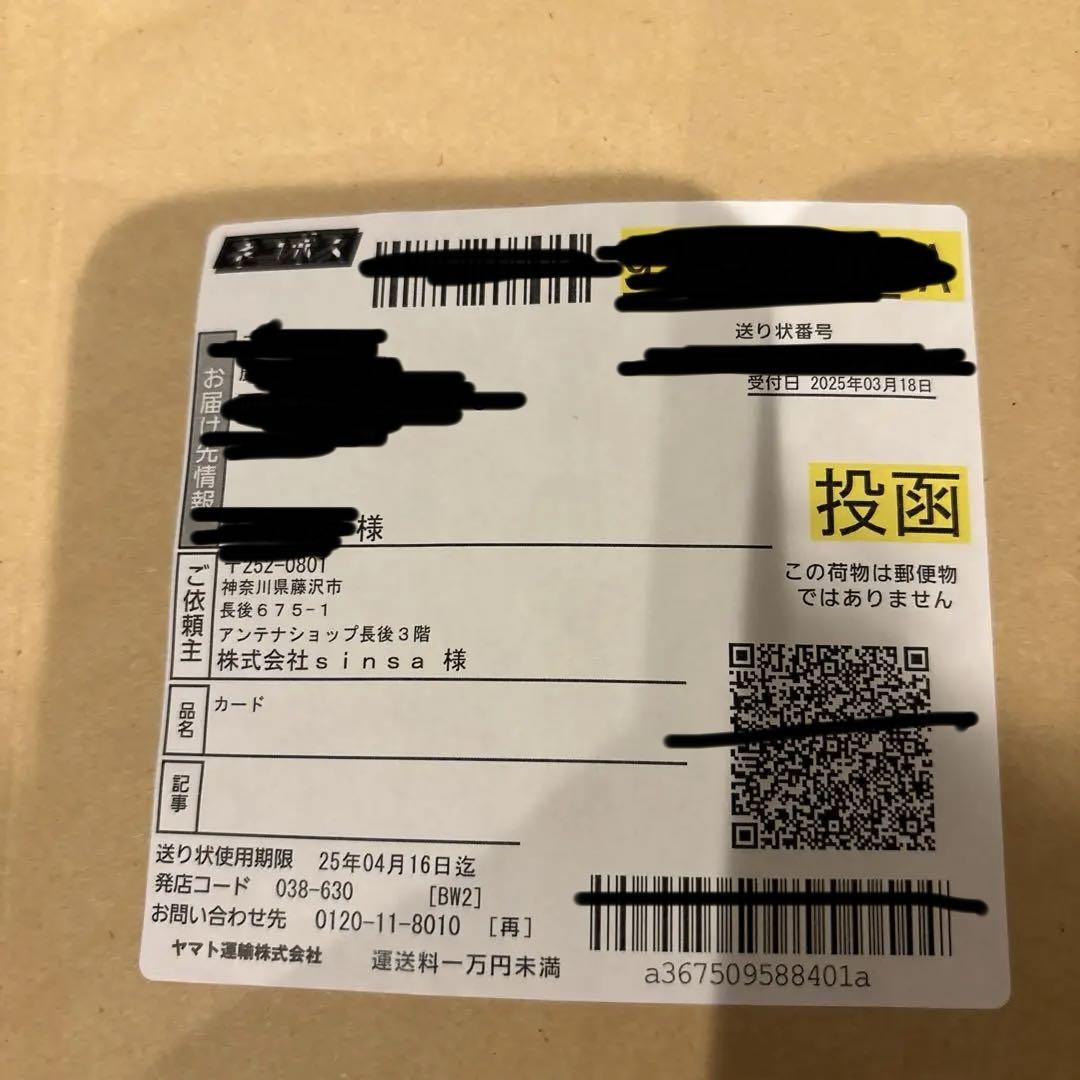 ネコポス
送り状番号
受付日 2025年03月18日
お届け先情報
様
投函
この荷物は郵便物
ではありません
ご依頼主
〒252-0801
神奈川県藤沢市
長後675-1
アンテナショップ長後3階
株式会社sinsa 様
品名
カード
記事
送り状使用期限 25年04月16日迄
発店コード 038-630 [BW2]
お問い合わせ先 0120-11-8010 [再]
ヤマト運輸株式会社
運送料一万円未満
a367509588401a